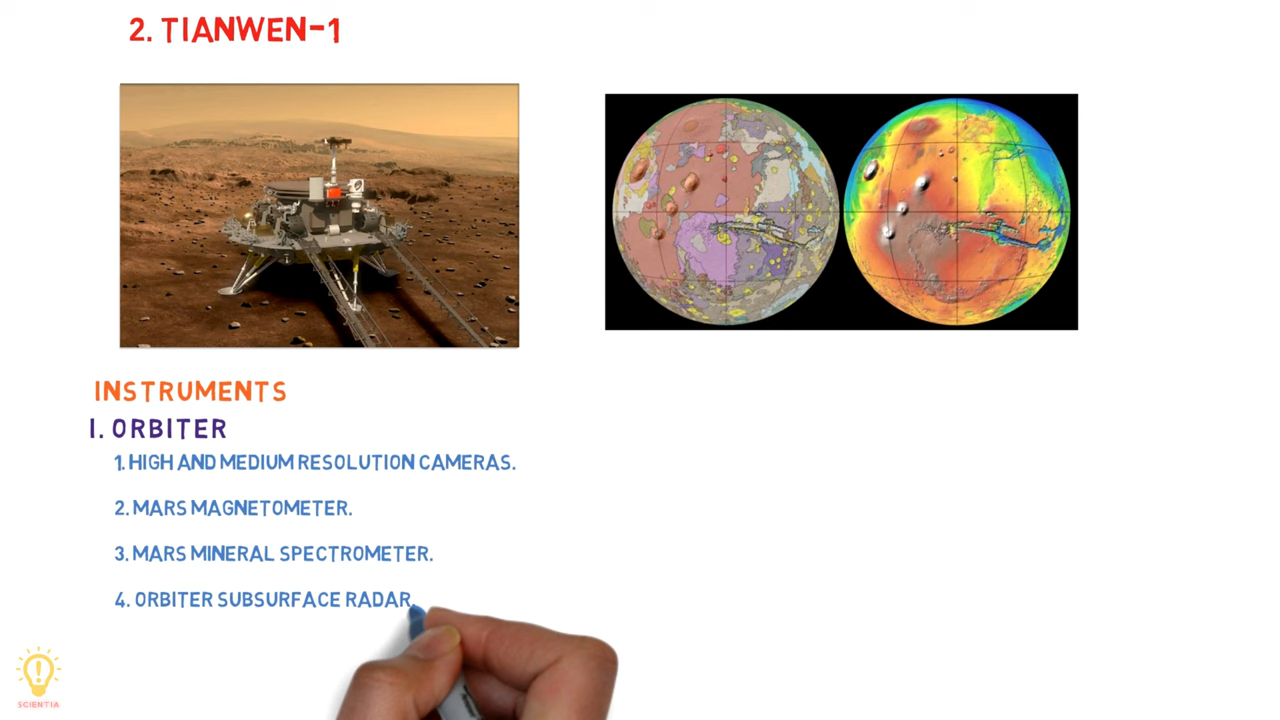 2. TIANWEN-1
INSTRUMENTS
I. ORBITER
1. HIGH AND MEDIUM RESOLUTION CAMERAS.
2. MARS MAGNETOMETER.
3. MARS MINERAL SPECTROMETER.
4. ORBITER SUBSURFACE RADAR.
SCIENTIA